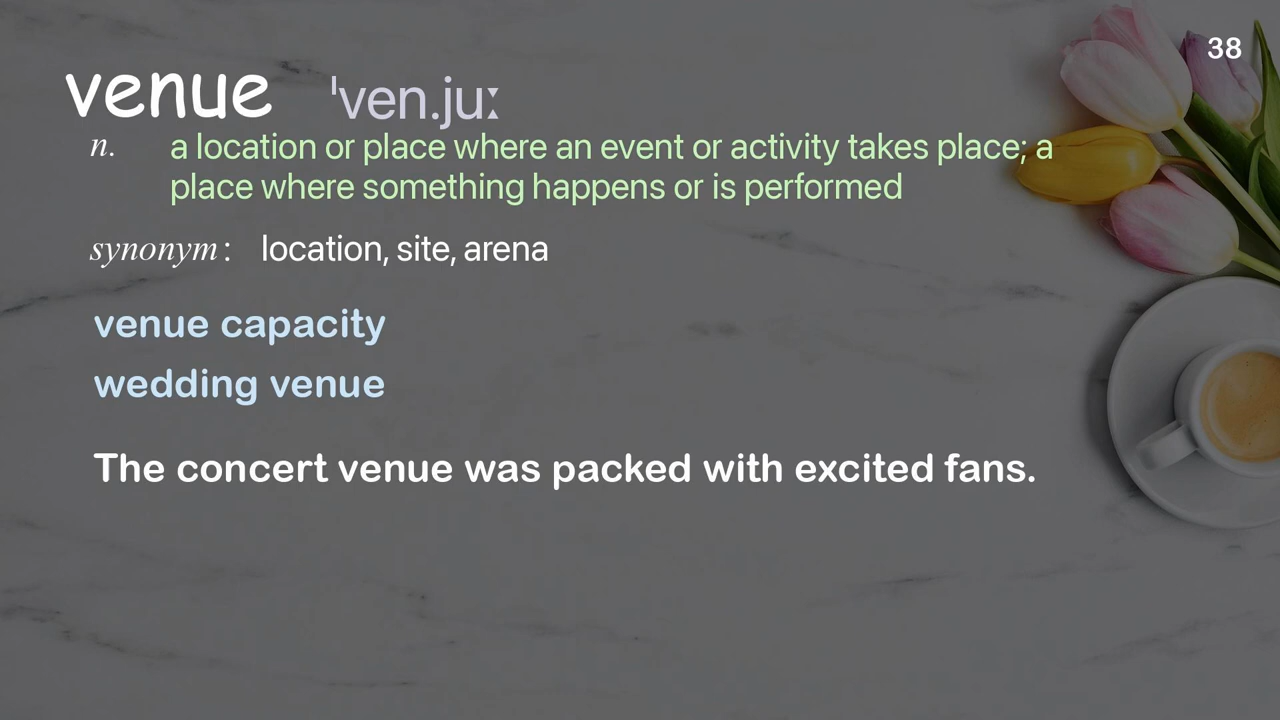 38
venue ˈven.juː
n. a location or place where an event or activity takes place; a
place where something happens or is performed
synonym: location, site, arena
venue capacity
wedding venue
The concert venue was packed with excited fans.